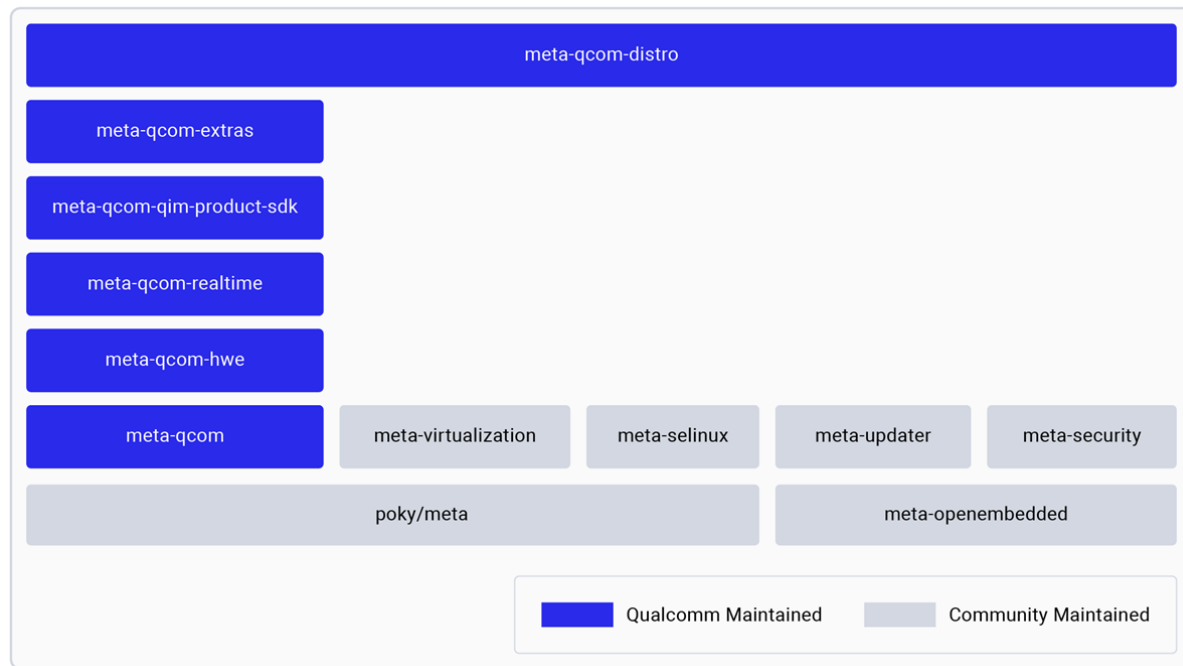 meta-qcom-distro
meta-qcom-extras
meta-qcom-qim-product-sdk
meta-qcom-realtime
meta-qcom-hwe
meta-qcom
meta-virtualization
meta-selinux
meta-updater
meta-security
poky/meta
meta-openembedded
Qualcomm Maintained
Community Maintained